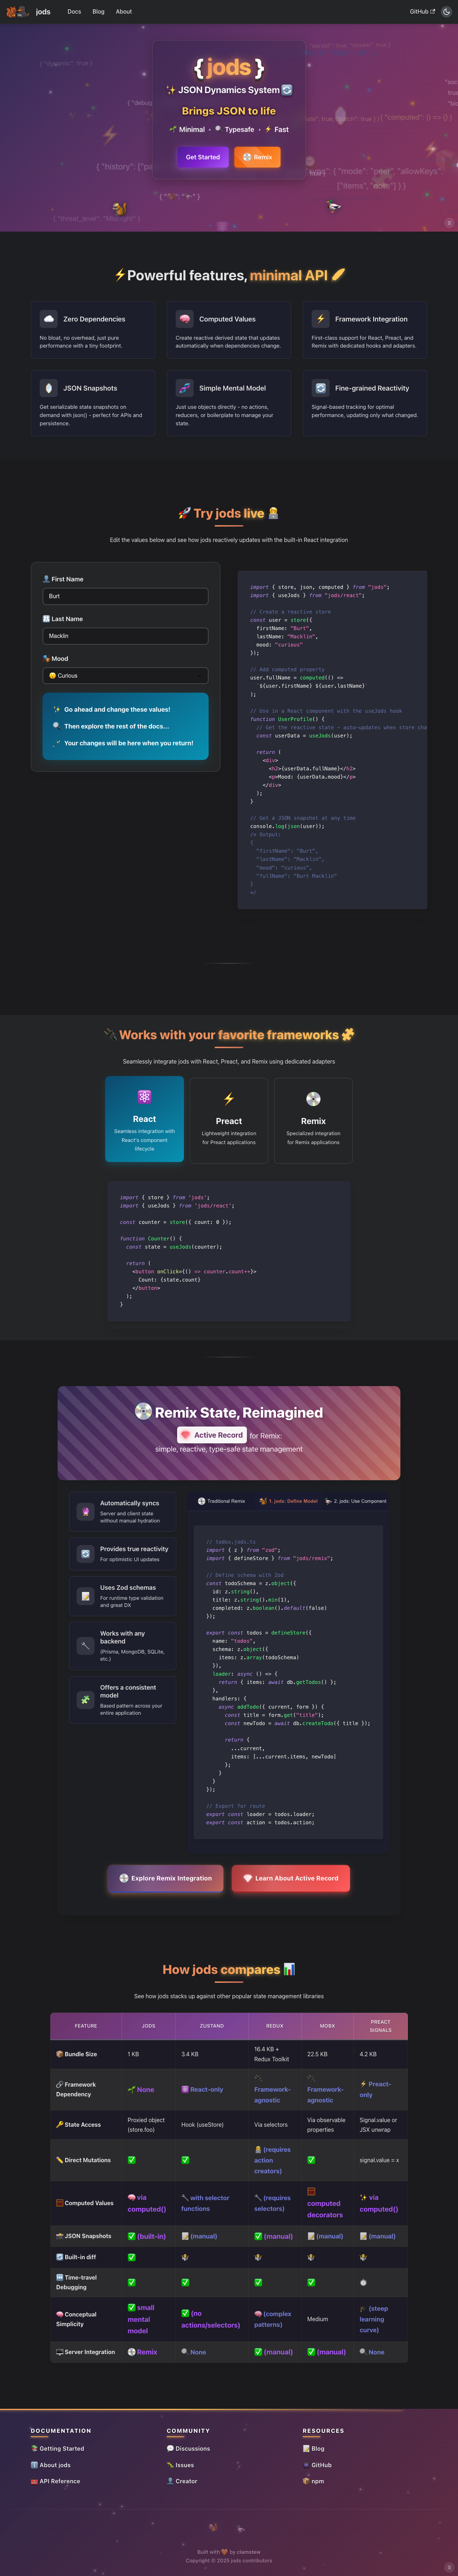 jods Docs Blog About GitHub
{ "dynamic": true }
{ jods }
✨ JSON Dynamics System 🔄
Brings JSON to life
🌱 Minimal • Typesafe • ⚡ Fast
Get Started
Remix
{ computed: () => {} }
⚡Powerful features, minimal API
Zero Dependencies
No bloat, no overhead, just pure performance with a tiny footprint.
Computed Values
Create reactive derived state that updates automatically when dependencies change.
Framework Integration
First-class support for React, Preact, and Remix with dedicated hooks and adapters.
JSON Snapshots
Get serializable state snapshots on demand with json() - perfect for APIs and persistence.
Simple Mental Model
Just use objects directly - no actions, reducers, or boilerplate to manage your state.
Fine-grained Reactivity
Signal-based tracking for optimal performance, updating only what changed.
🚀 Try jods live
Edit the values below and see how jods reactively updates with the built-in React integration
First Name
Burt
Last Name
Macklin
Mood
Curious
✨ Go ahead and change these values!
Then explore the rest of the docs...
Your changes will be here when you return!
import { store, json, computed } from "jods";
import { useJods } from "jods/react";
// Create a reactive store
const user = store({
firstName: "Burt",
lastName: "Macklin",
mood: "curious"
});
// Add computed property
user.fullName = computed(() =>
`${user.firstName} ${user.lastName}`
);
// Use in a React component with the useJods hook
function UserProfile() {
// Get the reactive state - auto-updates when store cha
const userData = useJods(user);
return (
<div>
<h2>{userData.fullName}</h2>
<p>Mood: {userData.mood}</p>
</div>
);
}
// Get a JSON snapshot at any time
console.log(json(user));
/* Output:
{
"firstName": "Burt",
"lastName": "Macklin",
"mood": "curious",
"fullName": "Burt Macklin"
}
*/
Works with your favorite frameworks
Seamlessly integrate jods with React, Preact, and Remix using dedicated adapters
React
Seamless integration with
React's component
lifecycle
Preact
Lightweight integration
for Preact applications
Remix
Specialized integration
for Remix applications
import { store } from 'jods';
import { useJods } from 'jods/react';
const counter = store({ count: 0 });
function Counter() {
const state = useJods(counter);
return (
<button onClick={() => counter.count++}>
Count: {state.count}
</button>
);
}
Remix State, Reimagined
Active Record for Remix:
simple, reactive, type-safe state management
Automatically syncs
Server and client state
without manual hydration
Provides true reactivity
For optimistic UI updates
Uses Zod schemas
For runtime type validation
and great DX
Works with any
backend
(Prisma, MongoDB, SQLite,
etc.)
Offers a consistent
model
Based pattern across your
entire application
Traditional Remix
1. jods: Define Model
2. jods: Use Component
// todos.jods.ts
import { z } from "zod";
import { defineStore } from "jods/remix";
// Define schema with Zod
const todoSchema = z.object({
id: z.string(),
title: z.string().min(1),
completed: z.boolean().default(false)
});
export const todos = defineStore({
name: "todos",
schema: z.object({
items: z.array(todoSchema)
}),
loader: async () => {
return { items: await db.getTodos() };
},
handlers: {
async addTodo({ current, form }) {
const title = form.get("title");
const newTodo = await db.createTodo({ title });
return {
...current,
items: [...current.items, newTodo]
};
}
}
});
// Export for route
export const loader = todos.loader;
export const action = todos.action;
Explore Remix Integration
Learn About Active Record
How jods compares 📊
See how jods stacks up against other popular state management libraries
FEATURE JODS ZUSTAND REDUX MOBX PREACT SIGNALS
Bundle Size 1 KB 3.4 KB 16.4 KB + Redux Toolkit 22.5 KB 4.2 KB
Framework Dependency None React-only Framework-agnostic Framework-agnostic Preact-only
State Access Proxied object (store.foo) Hook (useStore) Via selectors Via observable properties Signal.value or JSX unwrap
Direct Mutations ✅ ✅ (requires action creators) ✅ signal.value = x
Computed Values via computed() with selector functions (requires selectors) computed decorators via computed()
JSON Snapshots ✅ (built-in) (manual) ✅ (manual) (manual) (manual)
Built-in diff ✅
Time-travel Debugging ✅ ✅ ✅ ✅
Conceptual Simplicity ✅ small mental model ✅ (no actions/selectors) (complex patterns) Medium (steep learning curve)
Server Integration Remix None ✅ (manual) ✅ (manual) None
DOCUMENTATION
Getting Started
About jods
API Reference
COMMUNITY
Discussions
Issues
Creator
RESOURCES
Blog
GitHub
npm
Built with 🧡 by clamstew
Copyright © 2025 jods contributors